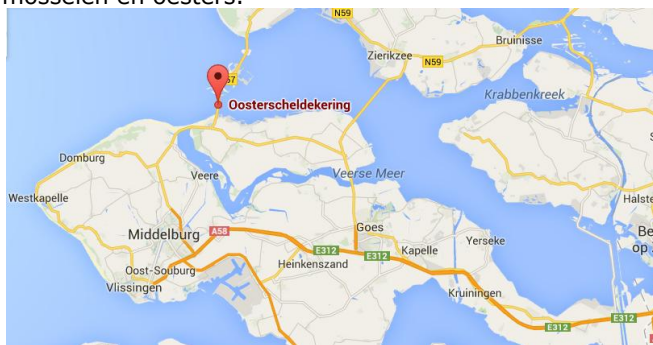 mosselen en oesters.
N59
Zierikzee
N59
Bruinisse
57
Oosterscheldekering
Krabbenkreek
Domburg
Veere
Veerse Meer
Westkapelle
Halste
Middelburg
A58
Goes
Be
op
E312
E312
Kapelle
Yerseke
Oost-Souburg
Heinkenszand
Vlissingen
Kruiningen
E312
E312